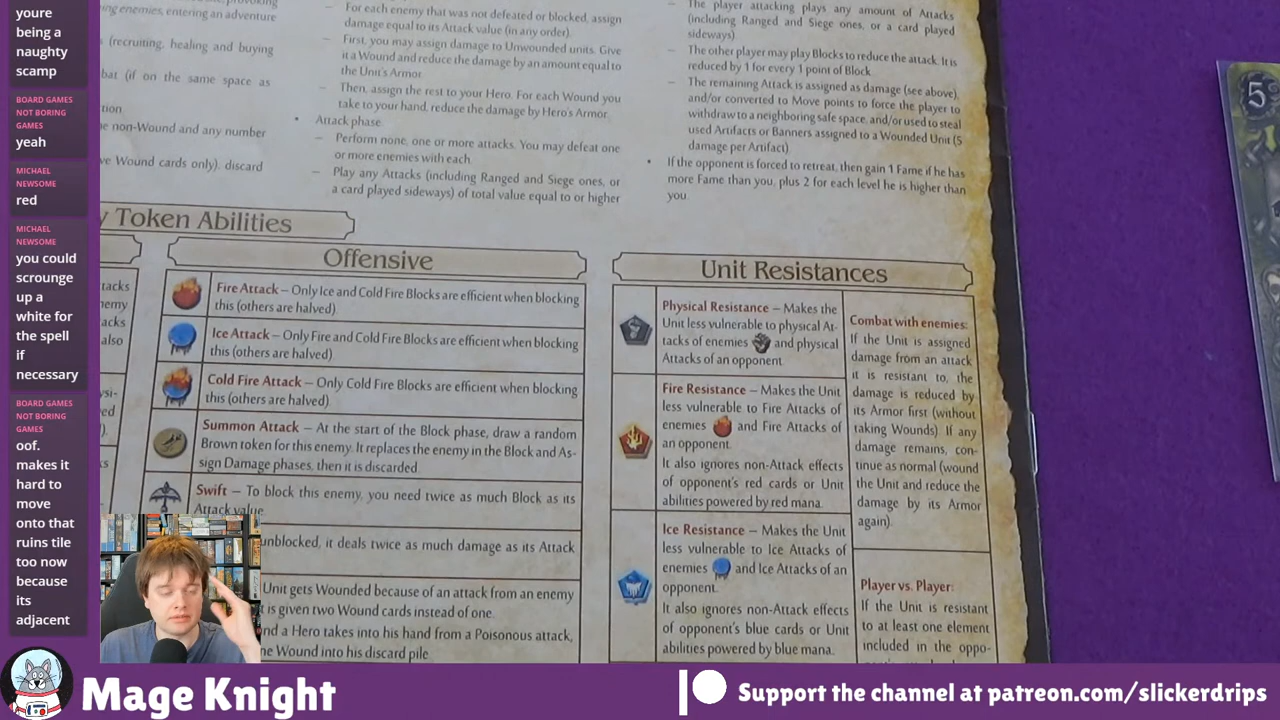 youre
being a
naughty
scamp
BOARD GAMES
NOT BORING
GAMES
yeah
MICHAEL
NEWSOME
red
MICHAEL
NEWSOME
you could
scrounge
up a
white for
the spell
if
necessary
BOARD GAMES
NOT BORING
GAMES
oof.
makes it
hard to
move
onto that
ruins tile
too now
because
its
adjacent
enemies, entering an adventure
(recruiting, healing and buying
bat (if on the same space as
non-Wound and any number
ve Wound cards only). discard
– For each enemy that was not defeated or blocked, assign
damage equal to its Attack value (in any order).
– First, you may assign damage to Unwounded units. Give
it a Wound and reduce the damage by an amount equal to
the Unit's Armor
– Then, assign the rest to your Hero. For each Wound you
take to your hand, reduce the damage by Hero's Armor.
• Attack phase
– Perform none, one or more attacks. You may defeat one
or more enemies with each.
– Play any Attacks (including Ranged and Siege ones, or
a card played sideways) of total value equal to or higher
– The player attacking plays any amount of Attacks
(including Ranged and Siege ones, or a card played
sideways).
– The other player may play Blocks to reduce the attack. It is
reduced by 1 for every 1 point of Block.
– The remaining Attack is assigned as damage (see above),
and/or converted to Move points to force the player to
withdraw to a neighboring safe space, and/or used to steal
used Artifacts or Banners assigned to a Wounded Unit (5
damage per Artifact).
• If the opponent is forced to retreat, then gain 1 Fame if he has
more Fame than you, plus 2 for each level he is higher than
you.
y Token Abilities
Offensive
Fire Attack – Only Ice and Cold Fire Blocks are efficient when blocking
this (others are halved).
Ice Attack – Only Fire and Cold Fire Blocks are efficient when blocking
this (others are halved)
Cold Fire Attack – Only Cold Fire Blocks are efficient when blocking
this (others are halved).
Summon Attack – At the start of the Block phase, draw a random
Brown token for this enemy. It replaces the enemy in the Block and As-
sign Damage phases, then it is discarded.
Swift – To block this enemy, you need twice as much Block as its
Attack value.
unblocked, it deals twice as much damage as its Attack
Unit gets Wounded because of an attack from an enemy
is given two Wound cards instead of one.
nd a Hero takes into his hand from a Poisonous attack,
ne Wound into his discard pile
Unit Resistances
Physical Resistance – Makes the
Unit less vulnerable to physical At-
tacks of enemies and physical
Attacks of an opponent.
Fire Resistance – Makes the Unit
less vulnerable to Fire Attacks of
enemies and Fire Attacks of
an opponent.
It also ignores non-Attack effects
of opponent's red cards or Unit
abilities powered by red mana.
Ice Resistance – Makes the Unit
less vulnerable to Ice Attacks of
enemies and Ice Attacks of an
opponent.
It also ignores non-Attack effects
of opponent's blue cards or Unit
abilities powered by blue mana.
Combat with enemies:
If the Unit is assigned
damage from an attack
it is resistant to, the
damage is reduced by
its Armor first (without
taking Wounds). If any
damage remains, con-
tinue as normal (wound
the Unit and reduce the
damage by its Armor
again).
Player vs. Player:
If the Unit is resistant
to at least one element
included in the oppo-
5
Mage Knight
Support the channel at patreon.com/slickerdrips